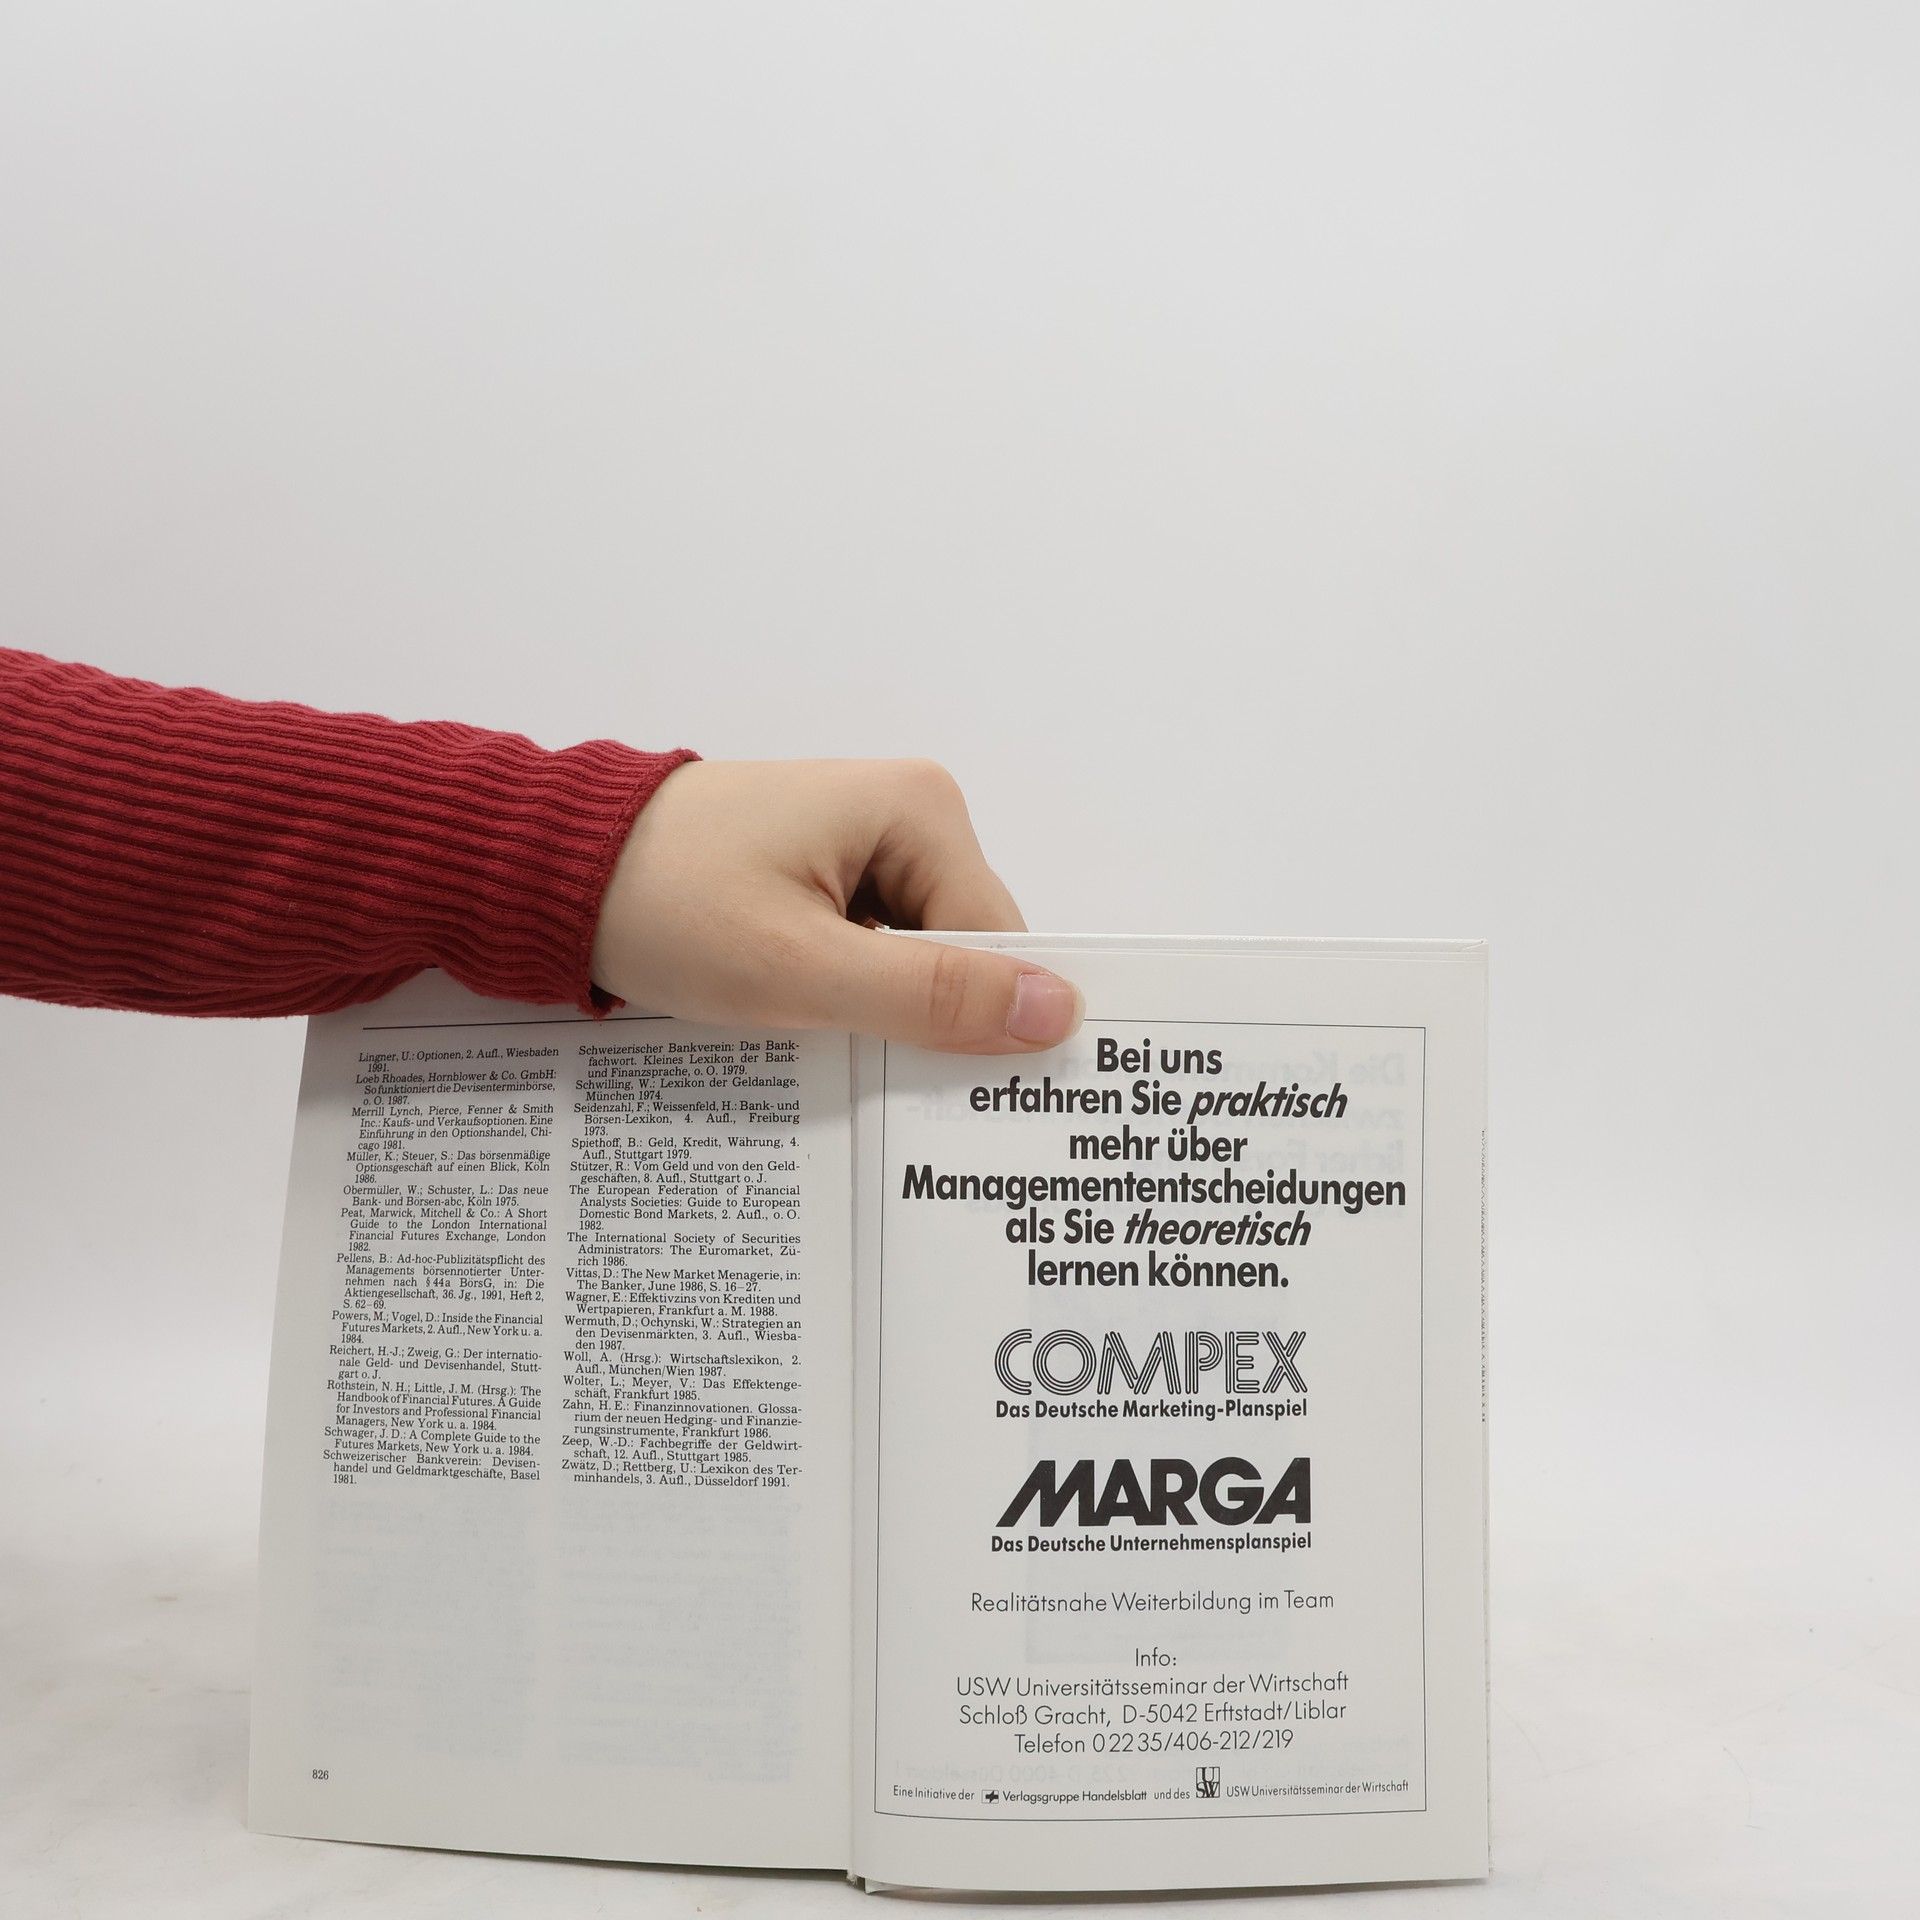 Lingner, U.: Optionen, 2. Aufl., Wiesbaden
1991.
Loeb Rhoades, Hornblower & Co. GmbH:
So funktioniert die Devisenterminbörse,
o. O. 1987.
Merrill Lynch, Pierce, Fenner & Smith
Inc.: Kaufs- und Verkaufsoptionen. Eine
Einführung in den Optionshandel, Chi-
cago 1981.
Müller, K.; Steuer, S.: Das börsenmäßige
Optionsgeschäft auf einen Blick, Köln
1986.
Obermüller, W.; Schuster, L.: Das neue
Bank- und Börsen-abc, Köln 1975.
Peat, Marwick, Mitchell & Co.: A Short
Guide to the London International
Financial Futures Exchange, London
1982.
Pellens, B.: Ad-hoc-Publizitätspflicht des
Managements börsennotierter Unter-
nehmen nach § 44a BörsG, in: Die
Aktiengesellschaft, 36. Jg., 1991, Heft 2,
S. 62–69.
Powers, M.; Vogel, D.: Inside the Financial
Futures Markets, 2. Aufl., New York u. a.
1984.
Reichert, H.-J.; Zweig, G.: Der internatio-
nale Geld- und Devisenhandel, Stutt-
gart o. J.
Rothstein, N. H.; Little, J. M. (Hrsg.): The
Handbook of Financial Futures. A Guide
for Investors and Professional Financial
Managers, New York u. a. 1984.
Schwager, J. D.: A Complete Guide to the
Futures Markets, New York u. a. 1984.
Schweizerischer Bankverein: Devisen-
handel und Geldmarktgeschäfte, Basel
1981.
Schweizerischer Bankverein: Das Bank-
fachwort. Kleines Lexikon der Bank-
und Finanzsprache, o. O. 1979.
Schwilling, W.: Lexikon der Geldanlage,
München 1974.
Seidenzahl, F.; Weissenfeld, H.: Bank- und
Börsen-Lexikon, 4. Aufl., Freiburg
1973.
Spiethoff, B.: Geld, Kredit, Währung, 4.
Aufl., Stuttgart 1979.
Stützer, R.: Vom Geld und von den Geld-
geschäften, 8. Aufl., Stuttgart o. J.
The European Federation of Financial
Analysts Societies: Guide to European
Domestic Bond Markets, 2. Aufl., o. O.
1982.
The International Society of Securities
Administrators: The Euromarket, Zü-
rich 1986.
Vittas, D.: The New Market Menagerie, in:
The Banker, June 1986, S. 16–27.
Wagner, E.: Effektivzins von Krediten und
Wertpapieren, Frankfurt a. M. 1988.
Wermuth, D.; Ochynski, W.: Strategien an
den Devisenmärkten, 3. Aufl., Wiesba-
den 1987.
Woll, A. (Hrsg.): Wirtschaftslexikon, 2.
Aufl., München/Wien 1987.
Wolter, L.; Meyer, V.: Das Effektenge-
schäft, Frankfurt 1985.
Zahn, H. E.: Finanzinnovationen. Glossa-
rium der neuen Hedging- und Finanzie-
rungsinstrumente, Frankfurt 1986.
Zeep, W.-D.: Fachbegriffe der Geldwirt-
schaft, 12. Aufl., Stuttgart 1985.
Zwätz, D.; Rettberg, U.: Lexikon des Ter-
minhandels, 3. Aufl., Düsseldorf 1991.
826
Bei uns
erfahren Sie praktisch
mehr über
Managemententscheidungen
als Sie theoretisch
lernen können.
COMPEX
Das Deutsche Marketing-Planspiel
MARGA
Das Deutsche Unternehmensplanspiel
Realitätsnahe Weiterbildung im Team
Info:
USW Universitätsseminar der Wirtschaft
Schloß Gracht, D-5042 Erftstadt/Liblar
Telefon 0 22 35/406-212/219
Eine Initiative der Verlagsgruppe Handelsblatt und des USW USW Universitätsseminar der Wirtschaft